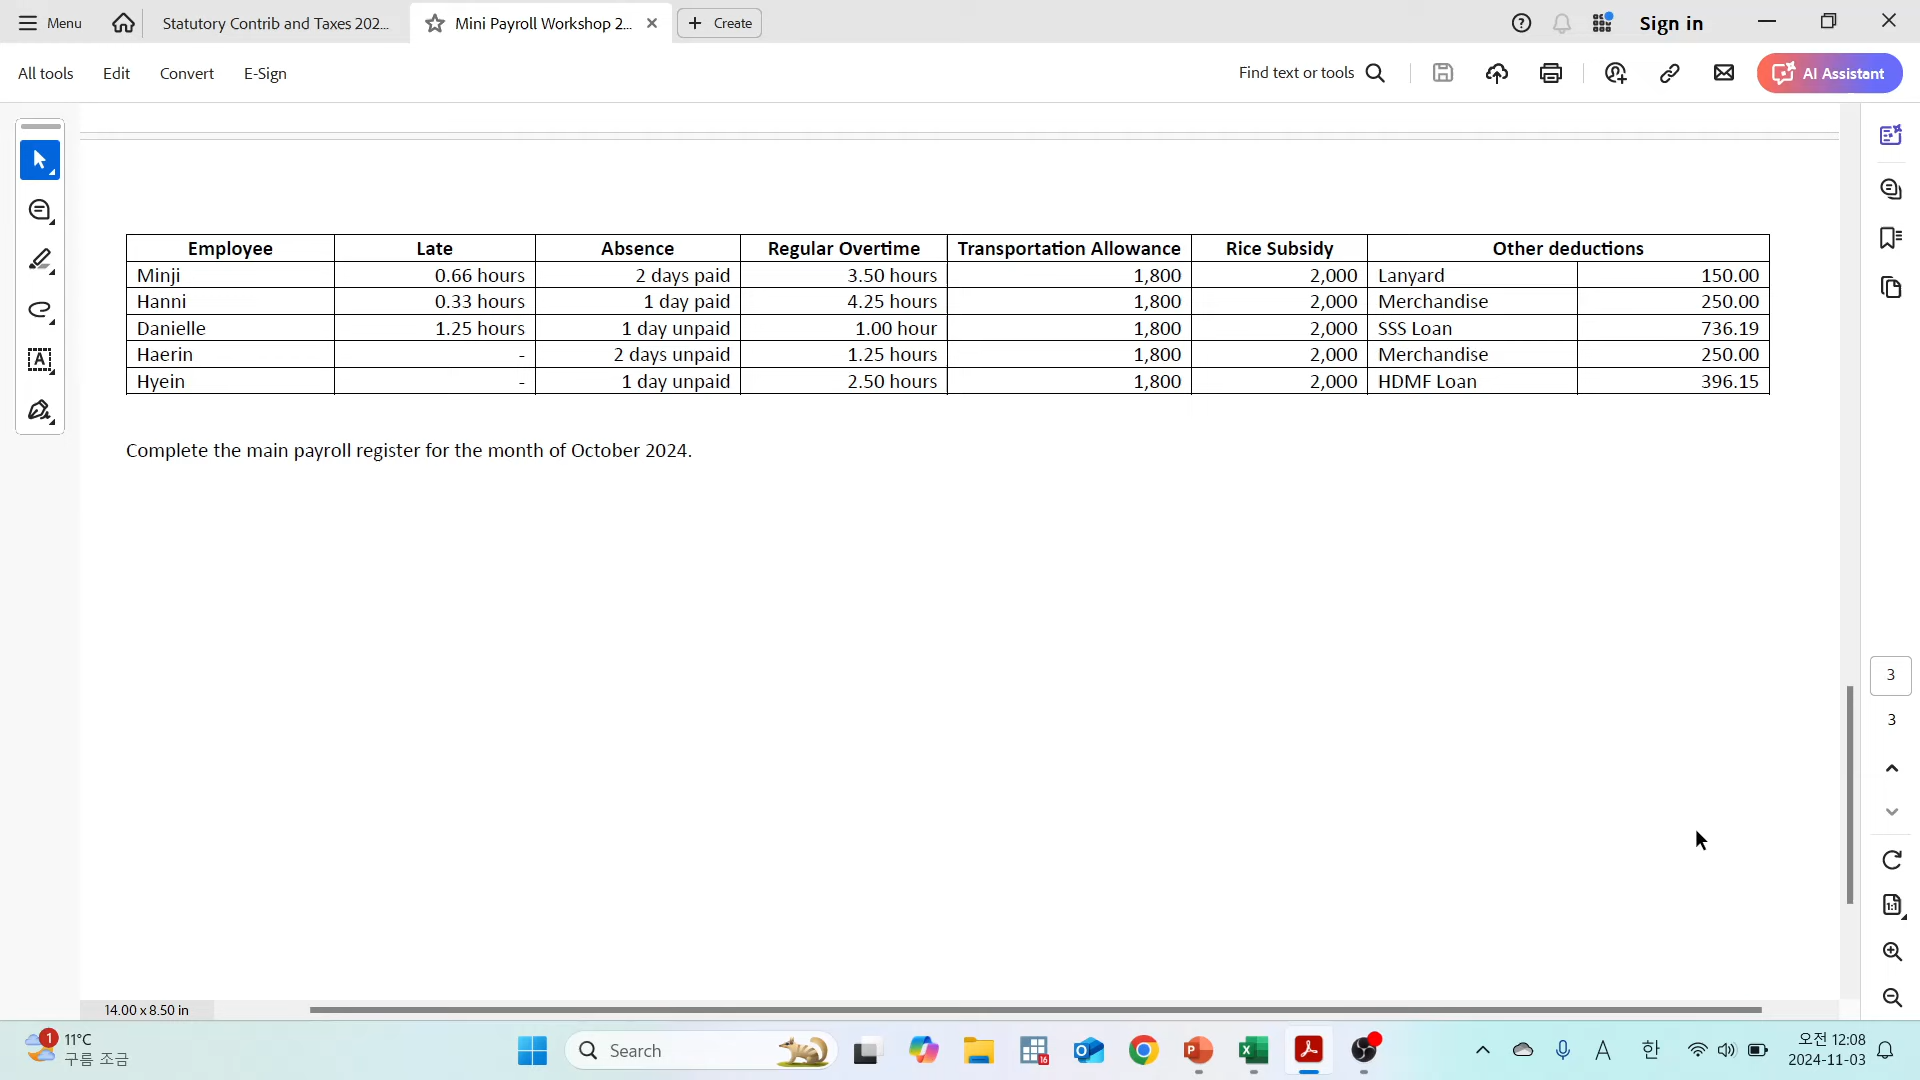 Menu
Statutory Contrib and Taxes 202...
Mini Payroll Workshop 2...
Create
Sign in
All tools
Edit
Convert
E-Sign
Find text or tools
AI Assistant
Employee Late Absence Regular Overtime Transportation Allowance Rice Subsidy Other deductions
Minji 0.66 hours 2 days paid 3.50 hours 1,800 2,000 Lanyard 150.00
Hanni 0.33 hours 1 day paid 4.25 hours 1,800 2,000 Merchandise 250.00
Danielle 1.25 hours 1 day unpaid 1.00 hour 1,800 2,000 SSS Loan 736.19
Haerin - 2 days unpaid 1.25 hours 1,800 2,000 Merchandise 250.00
Hyein - 1 day unpaid 2.50 hours 1,800 2,000 HDMF Loan 396.15
Complete the main payroll register for the month of October 2024.
3
3
14.00 x 8.50 in
1
11°C
구름 조금
Search
16
A
한
오전 12:08
2024-11-03